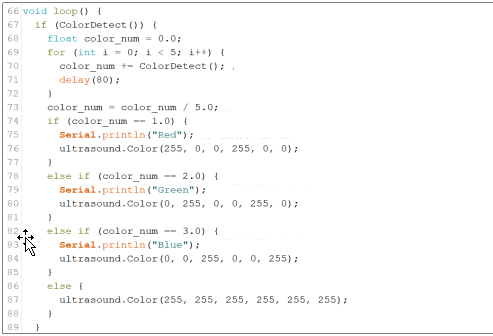 66 void loop() {
67 if (ColorDetect()) {
68 float color_num = 0.0;
69 for (int i = 0; i < 5; i++) {
70 color_num += ColorDetect();
71 delay(80);
72 }
73 color_num = color_num / 5.0;
74 if (color_num == 1.0) {
75 Serial.println("Red");
76 ultrasound.Color(255, 0, 0, 255, 0, 0);
77 }
78 else if (color_num == 2.0) {
79 Serial.println("Green");
80 ultrasound.Color(0, 255, 0, 0, 255, 0);
81 }
82 else if (color_num == 3.0) {
83 Serial.println("Blue");
84 ultrasound.Color(0, 0, 255, 0, 0, 255);
85 }
86 else {
87 ultrasound.Color(255, 255, 255, 255, 255, 255);
88 }
89 }